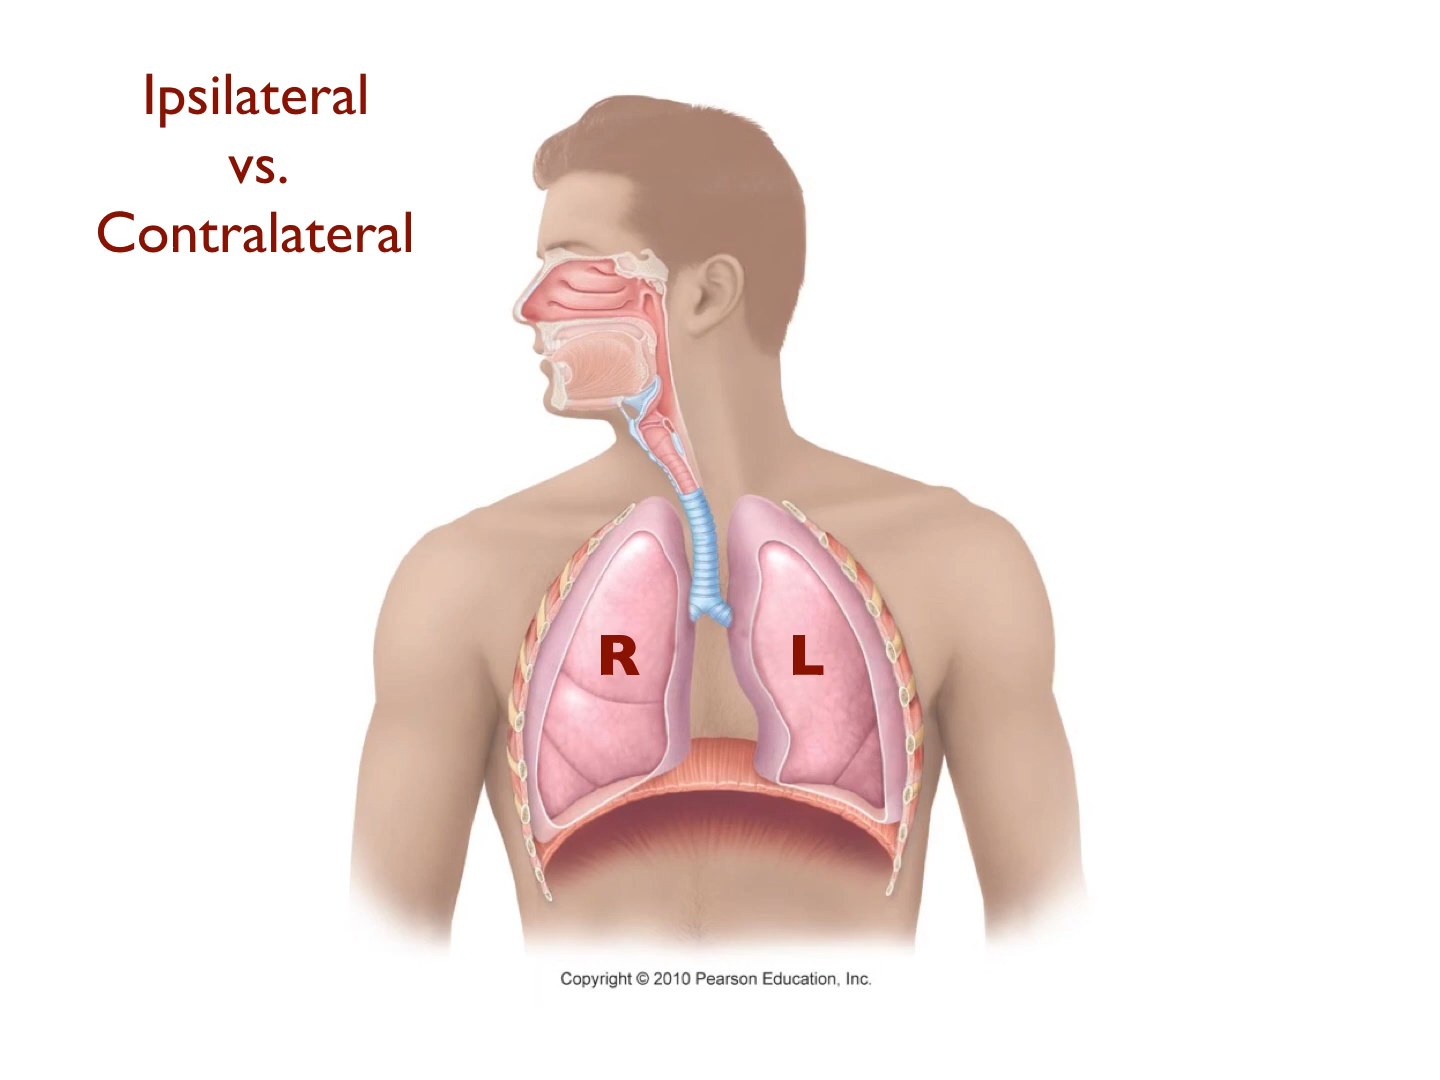 Ipsilateral
vs.
Contralateral
R L
Copyright © 2010 Pearson Education, Inc.